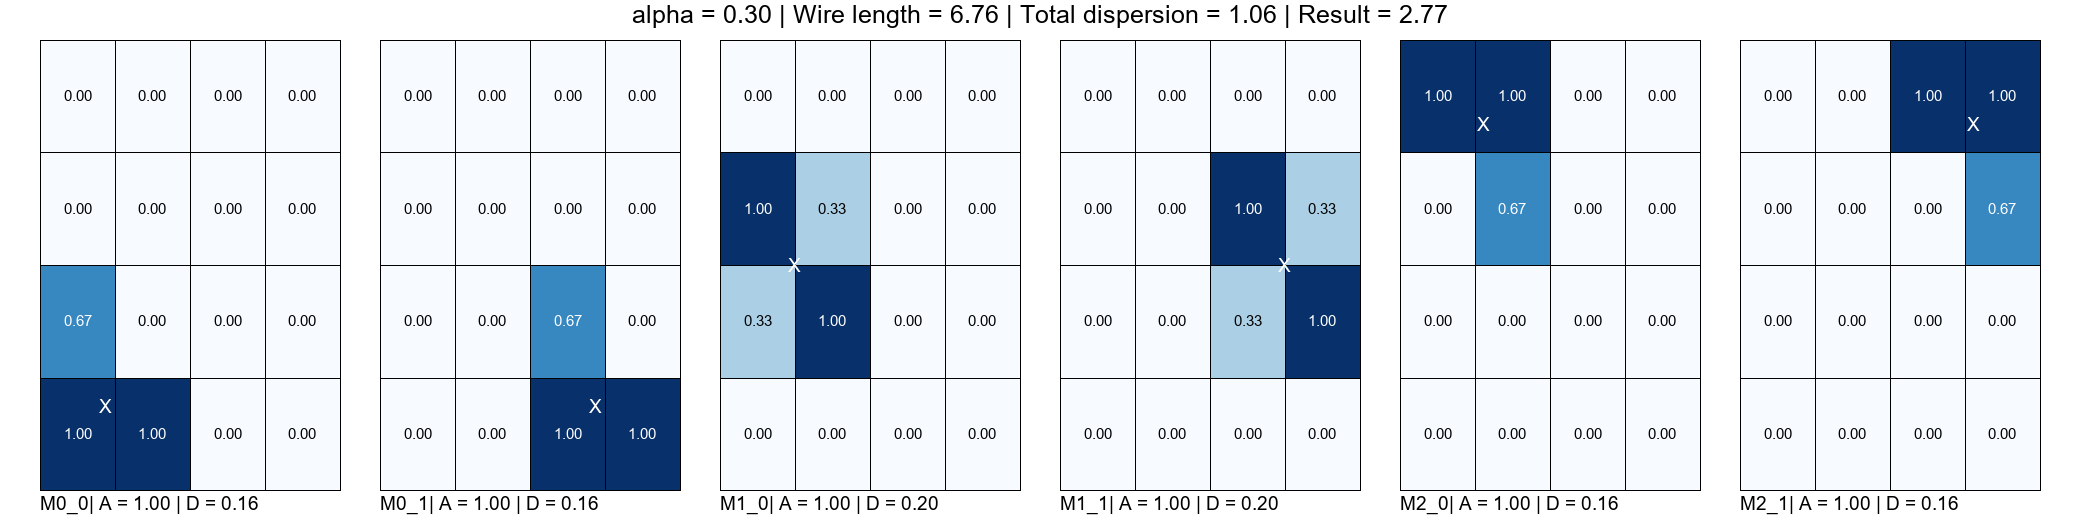 alpha = 0.30 | Wire length = 6.76 | Total dispersion = 1.06 | Result = 2.77
0.00 0.00 0.00 0.00
0.00 0.00 0.00 0.00
0.67 0.00 0.00 0.00
X
1.00 1.00 0.00 0.00
M0_0| A = 1.00 | D = 0.16
0.00 0.00 0.00 0.00
0.00 0.00 0.00 0.00
0.00 0.00 0.67 0.00
X
0.00 0.00 1.00 1.00
M0_1| A = 1.00 | D = 0.16
0.00 0.00 0.00 0.00
1.00 0.33 0.00 0.00
X
0.33 1.00 0.00 0.00
0.00 0.00 0.00 0.00
M1_0| A = 1.00 | D = 0.20
0.00 0.00 0.00 0.00
0.00 0.00 1.00 0.33
X
0.00 0.00 0.33 1.00
0.00 0.00 0.00 0.00
M1_1| A = 1.00 | D = 0.20
1.00 1.00 0.00 0.00
X
0.00 0.67 0.00 0.00
0.00 0.00 0.00 0.00
0.00 0.00 0.00 0.00
M2_0| A = 1.00 | D = 0.16
0.00 0.00 1.00 1.00
X
0.00 0.00 0.00 0.67
0.00 0.00 0.00 0.00
0.00 0.00 0.00 0.00
M2_1| A = 1.00 | D = 0.16